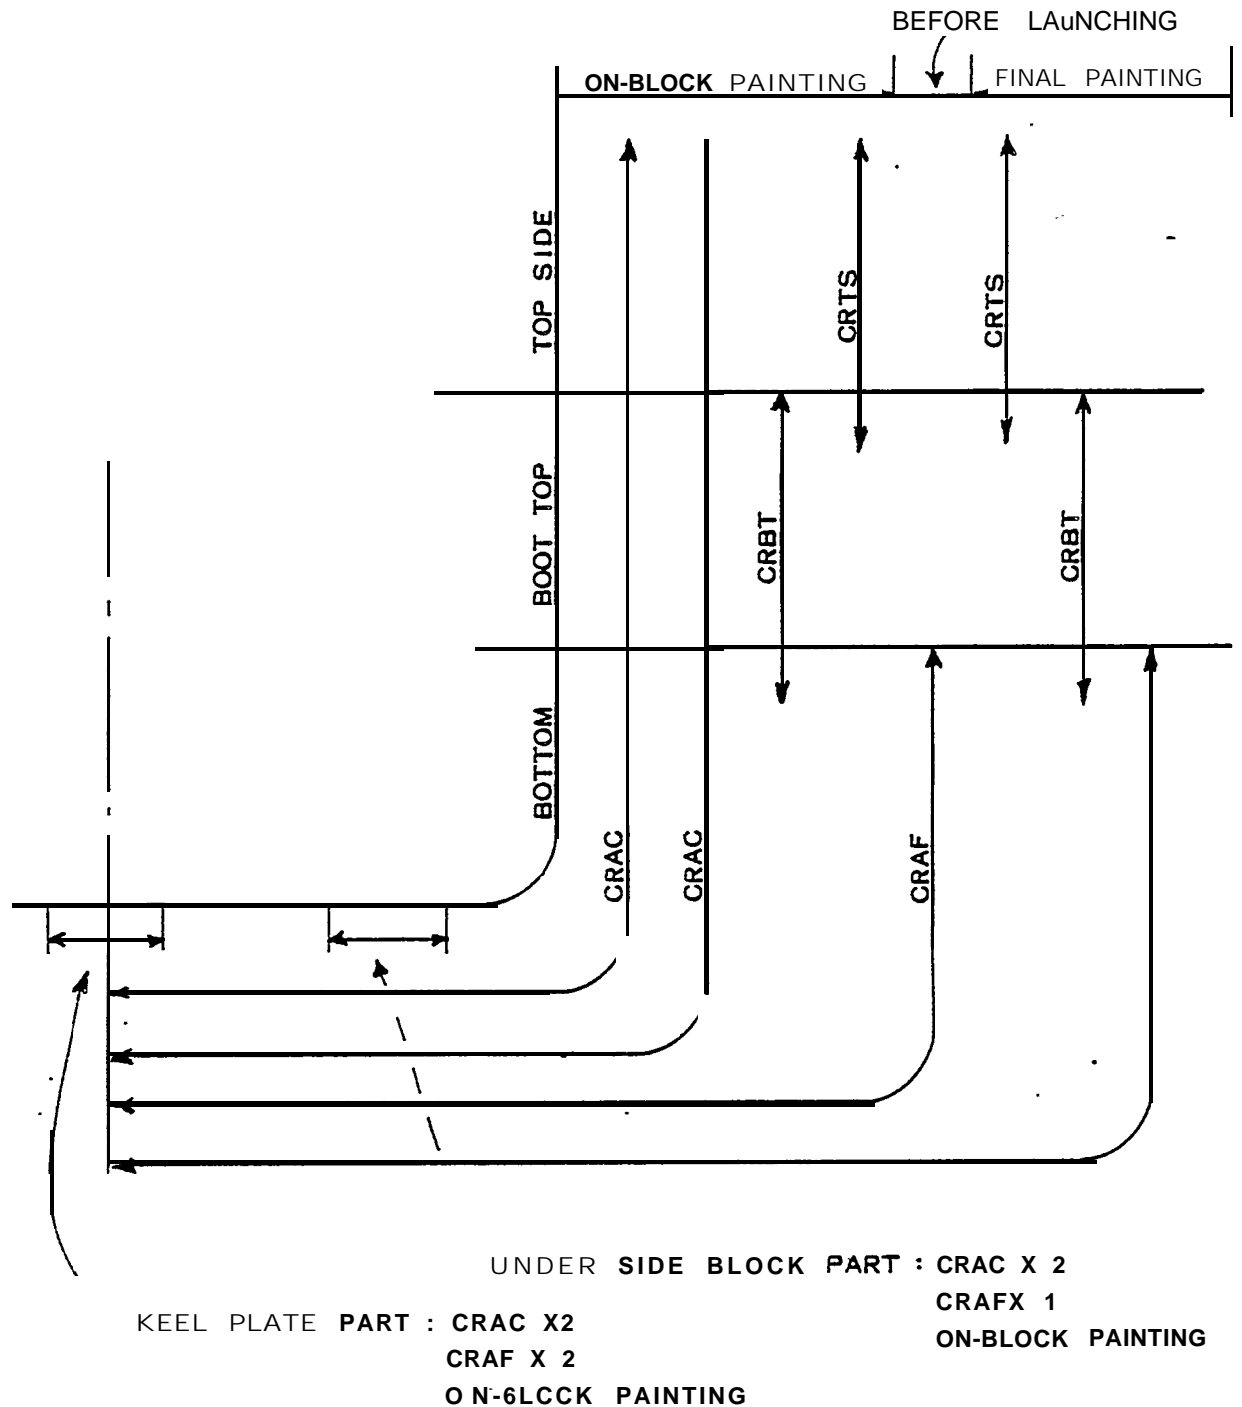 BEFORE LAuNCHING
ON-BLOCK PAINTING
FINAL PAINTING
TOP SIDE
CRTS
CRTS
BOOT TOP
CRBT
CRBT
BOTTOM
CRAC
CRAC
CRAF
UNDER SIDE BLOCK PART : CRAC X 2
CRAFX 1
ON-BLOCK PAINTING
KEEL PLATE PART : CRAC X2
CRAF X 2
O N-6LCCK PAINTING